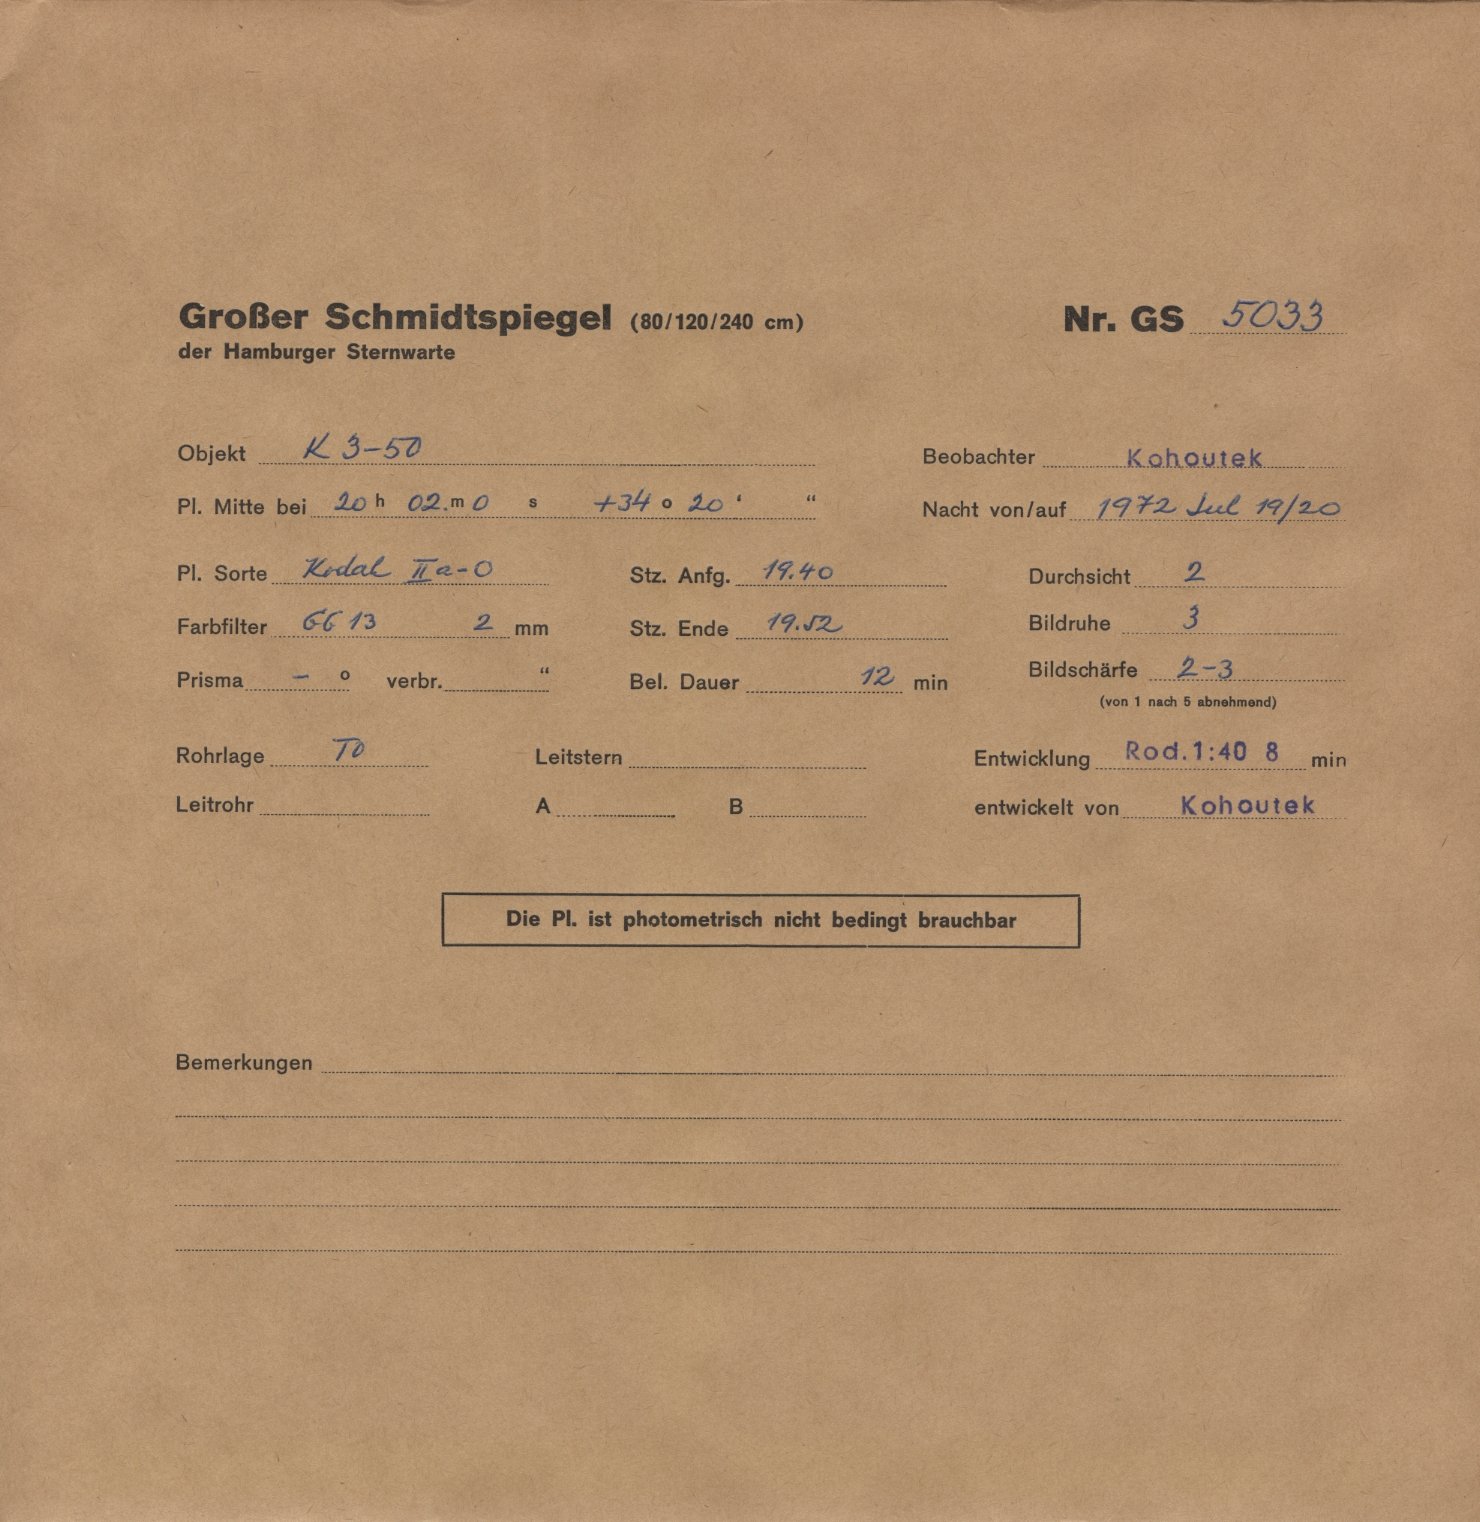 Großer Schmidtspiegel (80/120/240 cm) Nr. GS 5033
der Hamburger Sternwarte
Objekt K 3-50 Beobachter Kohoutek
Pl. Mitte bei 20 h 02. m 0 s +34 o 20 ‘ “ Nacht von/auf 1972 Jul 19/20
Pl. Sorte Kodak IIa-O Stz. Anfg. 19.40 Durchsicht 2
Farbfilter GG 13 2 mm Stz. Ende 19.52 Bildruhe 3
Prisma – o verbr. “ Bel. Dauer 12 min Bildschärfe 2-3
(von 1 nach 5 abnehmend)
Rohrlage TO Leitstern Entwicklung Rod.1:40 8 min
Leitrohr A B entwickelt von Kohoutek
Die Pl. ist photometrisch nicht bedingt brauchbar
Bemerkungen